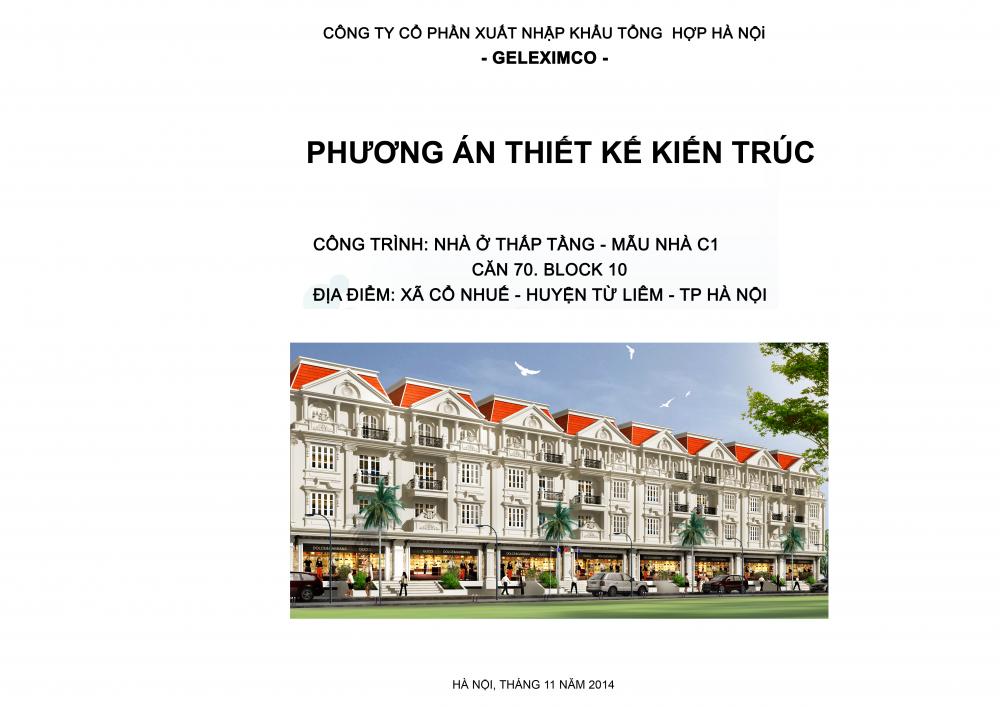 CÔNG TY CỔ PHẦN XUẤT NHẬP KHẨU TỔNG HỢP HÀ NỘi
- GELEXIMCO -
PHƯƠNG ÁN THIẾT KẾ KIẾN TRÚC
CÔNG TRÌNH: NHÀ Ở THẤP TẦNG - MẪU NHÀ C1
CĂN 70. BLOCK 10
ĐỊA ĐIỂM: XÃ CỔ NHUẾ - HUYỆN TỪ LIÊM - TP HÀ NỘI
HÀ NỘI, THÁNG 11 NĂM 2014